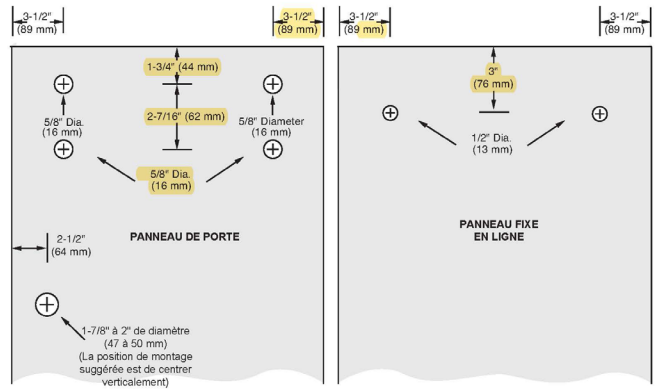 3-1/2"
(89 mm)
3-1/2"
(89 mm)
1-3/4" (44 mm)
2-7/16" (62 mm)
5/8" Dia.
(16 mm)
5/8" Diameter
(16 mm)
5/8" Dia.
(16 mm)
PANNEAU DE PORTE
2-1/2"
(64 mm)
1-7/8" à 2" de diamètre
(47 à 50 mm)
(La position de montage
suggérée est de centrer
verticalement)
3-1/2"
(89 mm)
3-1/2"
(89 mm)
3"
(76 mm)
1/2" Dia.
(13 mm)
PANNEAU FIXE
EN LIGNE